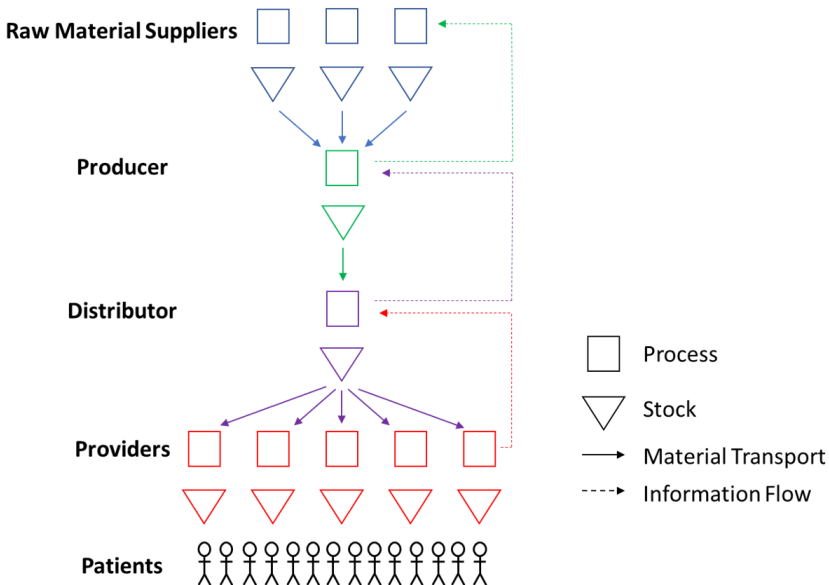 Raw Material Suppliers
Producer
Distributor
Process
Stock
Providers
Material Transport
Information Flow
Patients